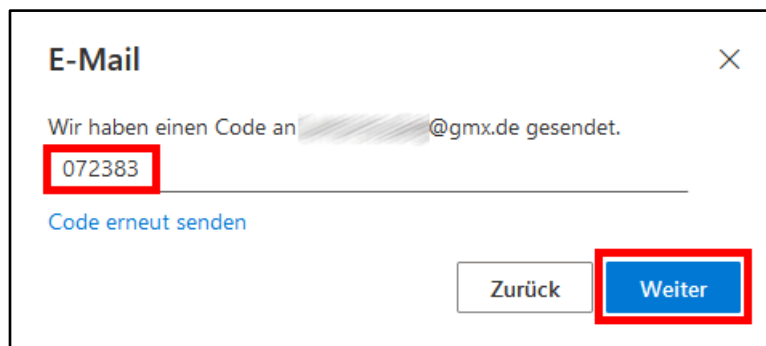 E-Mail
Wir haben einen Code an @gmx.de gesendet.
072383
Code erneut senden
Zurück
Weiter